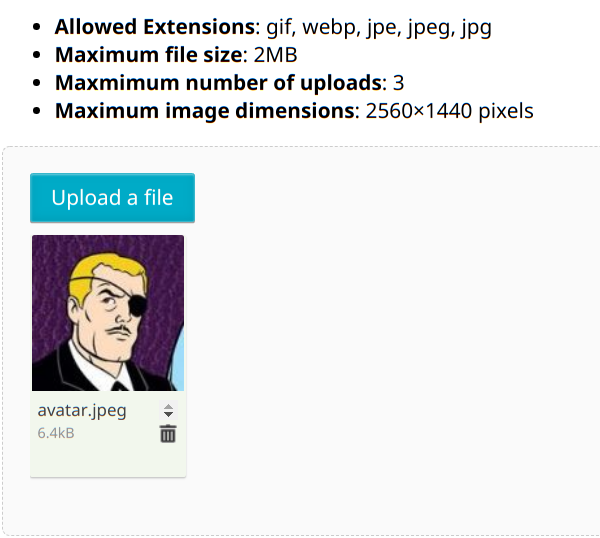 Allowed Extensions: gif, webp, jpe, jpeg, jpg
Maximum file size: 2MB
Maxmimum number of uploads: 3
Maximum image dimensions: 2560×1440 pixels
Upload a file
avatar.jpeg
6.4kB